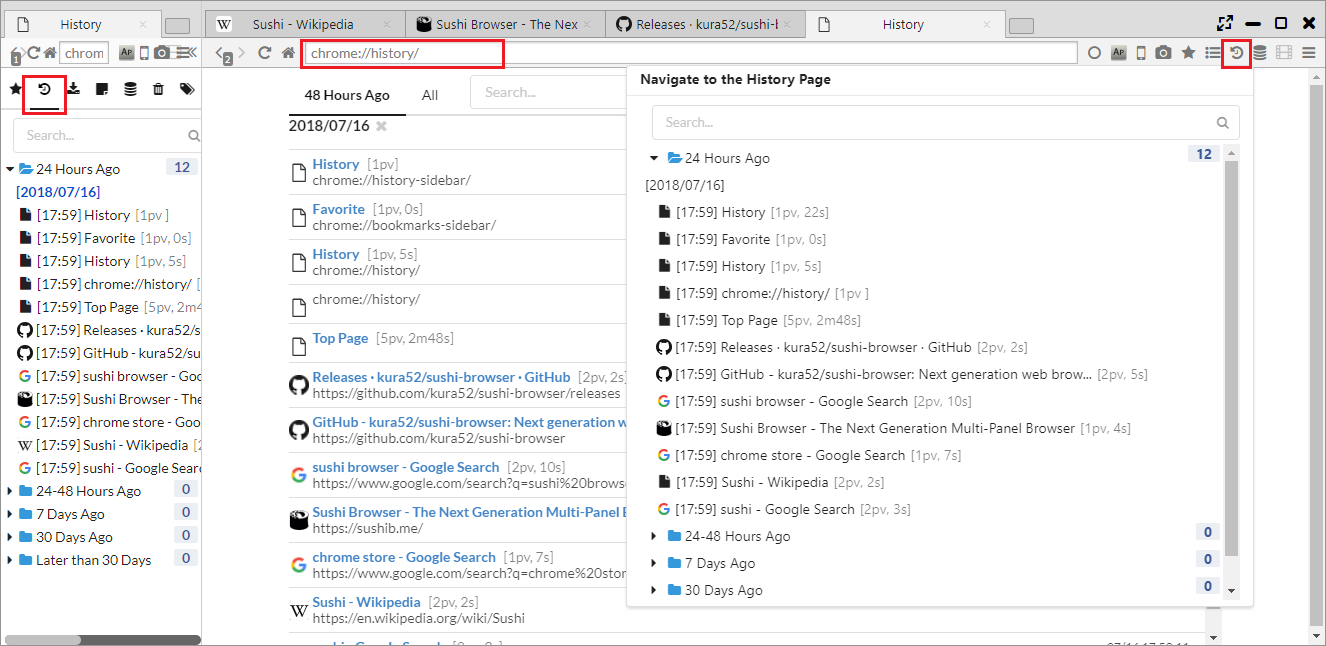 History
Sushi - Wikipedia
Sushi Browser - The Nex
Releases · kura52/sushi-b
History
1
chrom
AP
2
chrome://history/
AP
Search...
24 Hours Ago 12
[2018/07/16]
[17:59] History [1pv ]
[17:59] Favorite [1pv, 0s]
[17:59] History [1pv, 5s]
[17:59] chrome://history/ [
[17:59] Top Page [5pv, 2m4
[17:59] Releases · kura52/s
[17:59] GitHub - kura52/su
[17:59] sushi browser - Goo
[17:59] Sushi Browser - The
[17:59] chrome store - Goo
[17:59] Sushi - Wikipedia [2
[17:59] sushi - Google Searc
24-48 Hours Ago 0
7 Days Ago 0
30 Days Ago 0
Later than 30 Days 0
48 Hours Ago All Search...
2018/07/16
History [1pv]
chrome://history-sidebar/
Favorite [1pv, 0s]
chrome://bookmarks-sidebar/
History [1pv, 5s]
chrome://history/
chrome://history/
Top Page [5pv, 2m48s]
Releases · kura52/sushi-browser · GitHub [2pv, 2s]
https://github.com/kura52/sushi-browser/releases
GitHub - kura52/sushi-browser: Next generation w
https://github.com/kura52/sushi-browser
sushi browser - Google Search [2pv, 10s]
https://www.google.com/search?q=sushi%20brows
Sushi Browser - The Next Generation Multi-Panel B
https://sushib.me/
chrome store - Google Search [1pv, 7s]
https://www.google.com/search?q=chrome%20stor
Sushi - Wikipedia [2pv, 2s]
https://en.wikipedia.org/wiki/Sushi
Navigate to the History Page
Search...
24 Hours Ago 12
[2018/07/16]
[17:59] History [1pv, 22s]
[17:59] Favorite [1pv, 0s]
[17:59] History [1pv, 5s]
[17:59] chrome://history/ [1pv ]
[17:59] Top Page [5pv, 2m48s]
[17:59] Releases · kura52/sushi-browser · GitHub [2pv, 2s]
[17:59] GitHub - kura52/sushi-browser: Next generation web brow... [2pv, 5s]
[17:59] sushi browser - Google Search [2pv, 10s]
[17:59] Sushi Browser - The Next Generation Multi-Panel Browser [1pv, 4s]
[17:59] chrome store - Google Search [1pv, 7s]
[17:59] Sushi - Wikipedia [2pv, 2s]
[17:59] sushi - Google Search [2pv, 3s]
24-48 Hours Ago 0
7 Days Ago 0
30 Days Ago 0